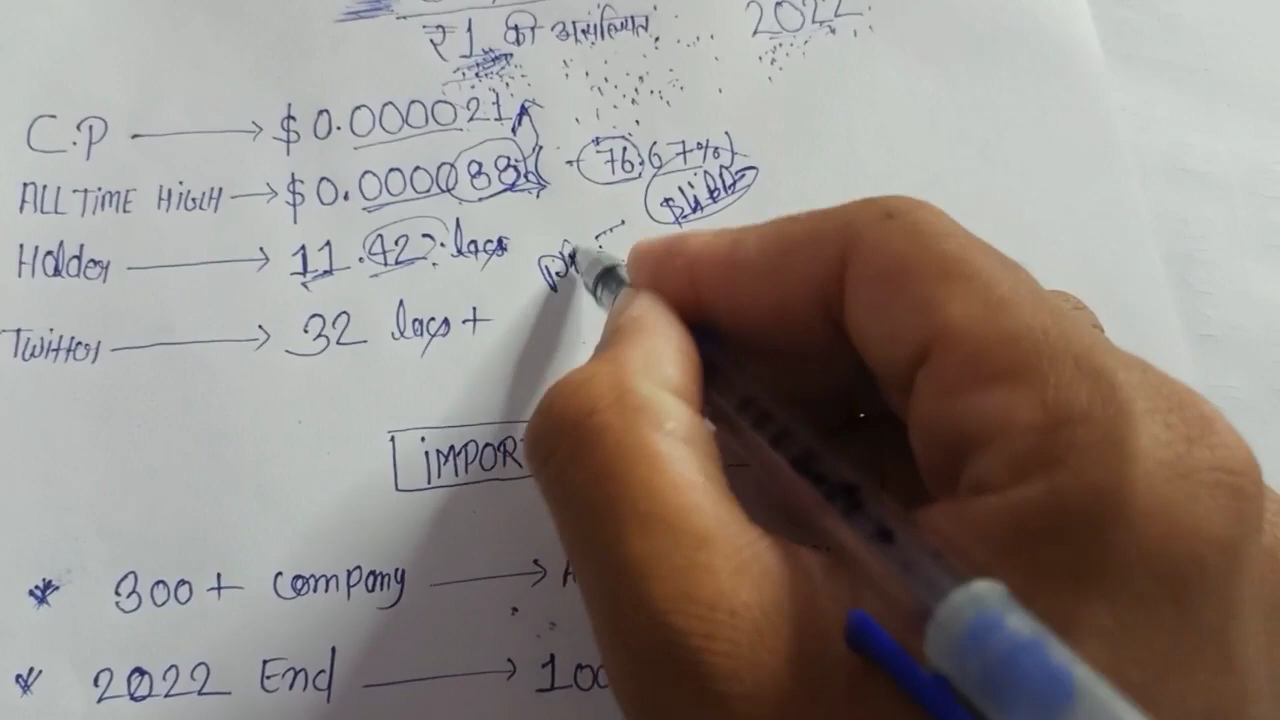 ₹1 की असलियत 2022
C.P → $0.000021
ALL TIME HIGH → $0.000088 -76.67%
Holder → 11.42 lacs
Twitter → 32 lacs+
IMPOR
300+ Company →
2022 End → 100